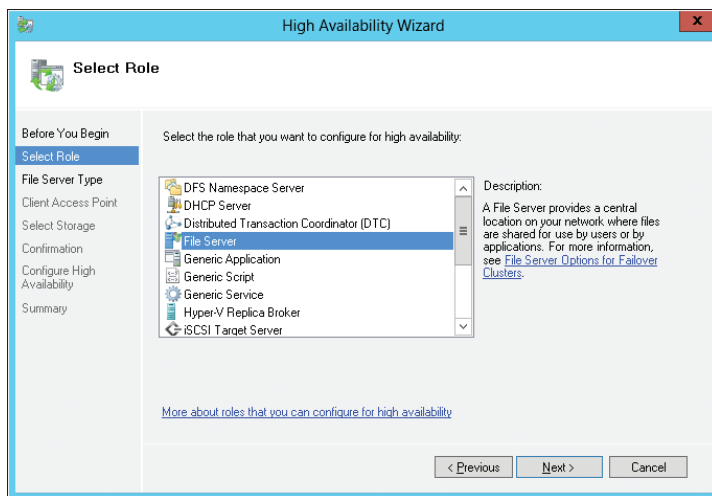 High Availability Wizard
X
Select Role
Before You Begin
Select Role
File Server Type
Client Access Point
Select Storage
Confirmation
Configure High
Availability
Summary
Select the role that you want to configure for high availability:
DFS Namespace Server
DHCP Server
Distributed Transaction Coordinator (DTC)
File Server
Generic Application
Generic Script
Generic Service
Hyper-V Replica Broker
iSCSI Target Server
Description:
A File Server provides a central
location on your network where files
are shared for use by users or by
applications. For more information,
see File Server Options for Failover
Clusters.
More about roles that you can configure for high availability
< Previous
Next >
Cancel